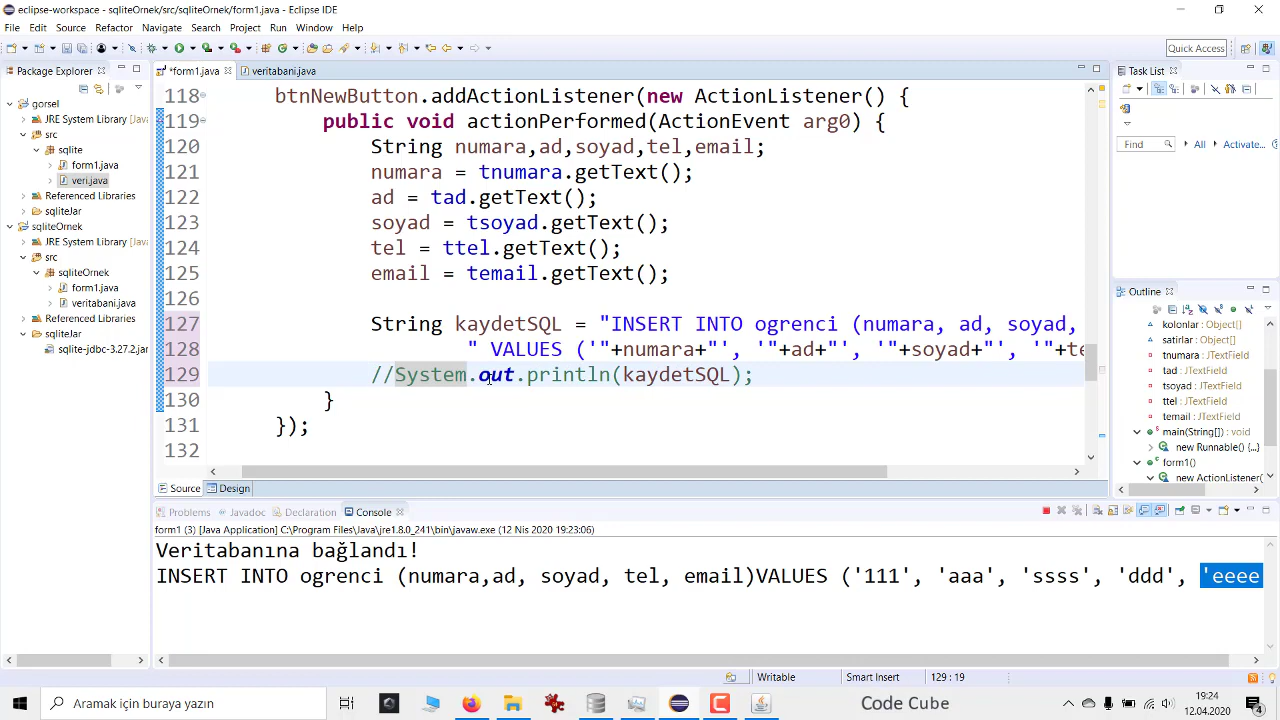 eclipse-workspace - sqliteOrnek/src/sqliteOrnek/form1.java - Eclipse IDE
File Edit Source Refactor Navigate Search Project Run Window Help
Quick Access
Package Explorer
*form1.java
veritabani.java
Task List
gorsel
JRE System Library [Java
src
sqlite
form1.java
veri.java
Referenced Libraries
sqliteJar
sqliteOrnek
JRE System Library [Java
src
sqliteOrnek
form1.java
veritabani.java
Referenced Libraries
sqliteJar
sqlite-jdbc-3.27.2.jar
118 btnNewButton.addActionListener(new ActionListener() {
119 public void actionPerformed(ActionEvent arg0) {
120 String numara,ad,soyad,tel,email;
121 numara = tnumara.getText();
122 ad = tad.getText();
123 soyad = tsoyad.getText();
124 tel = ttel.getText();
125 email = temail.getText();
126
127 String kaydetSQL = "INSERT INTO ogrenci (numara, ad, soyad,
128 " VALUES ('"+numara+"', '"+ad+"', '"+soyad+"', '"+te
129 //System.out.println(kaydetSQL);
130 }
131 });
132
Find
All
Activate...
Outline
kolonlar : Object[]
satirlar : Object[]
tnumara : JTextField
tad : JTextField
tsoyad : JTextField
ttel : JTextField
temail : JTextField
main(String[]) : void
new Runnable() {...}
form1()
new ActionListener(
Source Design
Problems Javadoc Declaration Console
form1 (3) [Java Application] C:\Program Files\Java\jre1.8.0_241\bin\javaw.exe (12 Nis 2020 19:23:06)
Veritabanına bağlandı!
INSERT INTO ogrenci (numara,ad, soyad, tel, email)VALUES ('111', 'aaa', 'ssss', 'ddd', 'eeee
Writable Smart Insert 129 : 19
Aramak için buraya yazın
Code Cube
19:24
12.04.2020
4